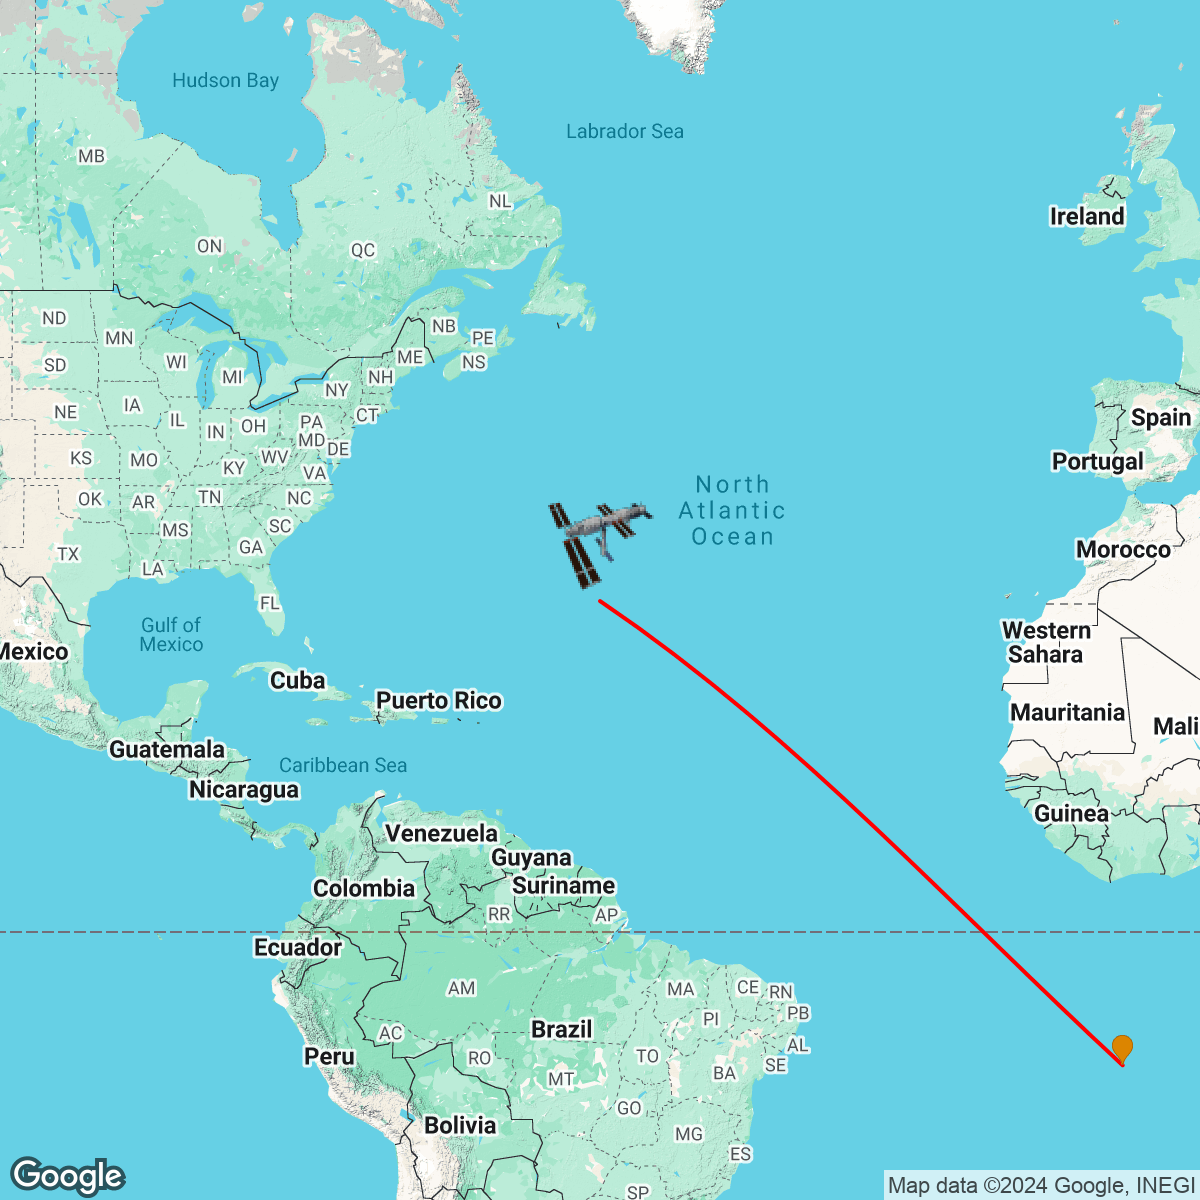 Hudson Bay
Labrador Sea
MB
NL
Ireland
ON
QC
ND
MN
NB
PE
WI
ME
NS
SD
MI
NH
NY
IA
NE
CT
IL
Spain
PA
OH
IN
MD
DE
WV
KS
MO
Portugal
KY
VA
North
Atlantic
Ocean
OK
AR
TN
NC
MS
SC
GA
TX
Morocco
LA
FL
Gulf of
Mexico
Western
Sahara
Mexico
Cuba
Puerto Rico
Mauritania
Mali
Guatemala
Caribbean Sea
Nicaragua
Guinea
Venezuela
Guyana
Suriname
Colombia
RR
AP
Ecuador
AM
MA
CE
RN
PI
PB
Brazil
AC
AL
Peru
RO
TO
SE
BA
MT
GO
Bolivia
MG
ES
SP
Google
Map data ©2024 Google, INEGI